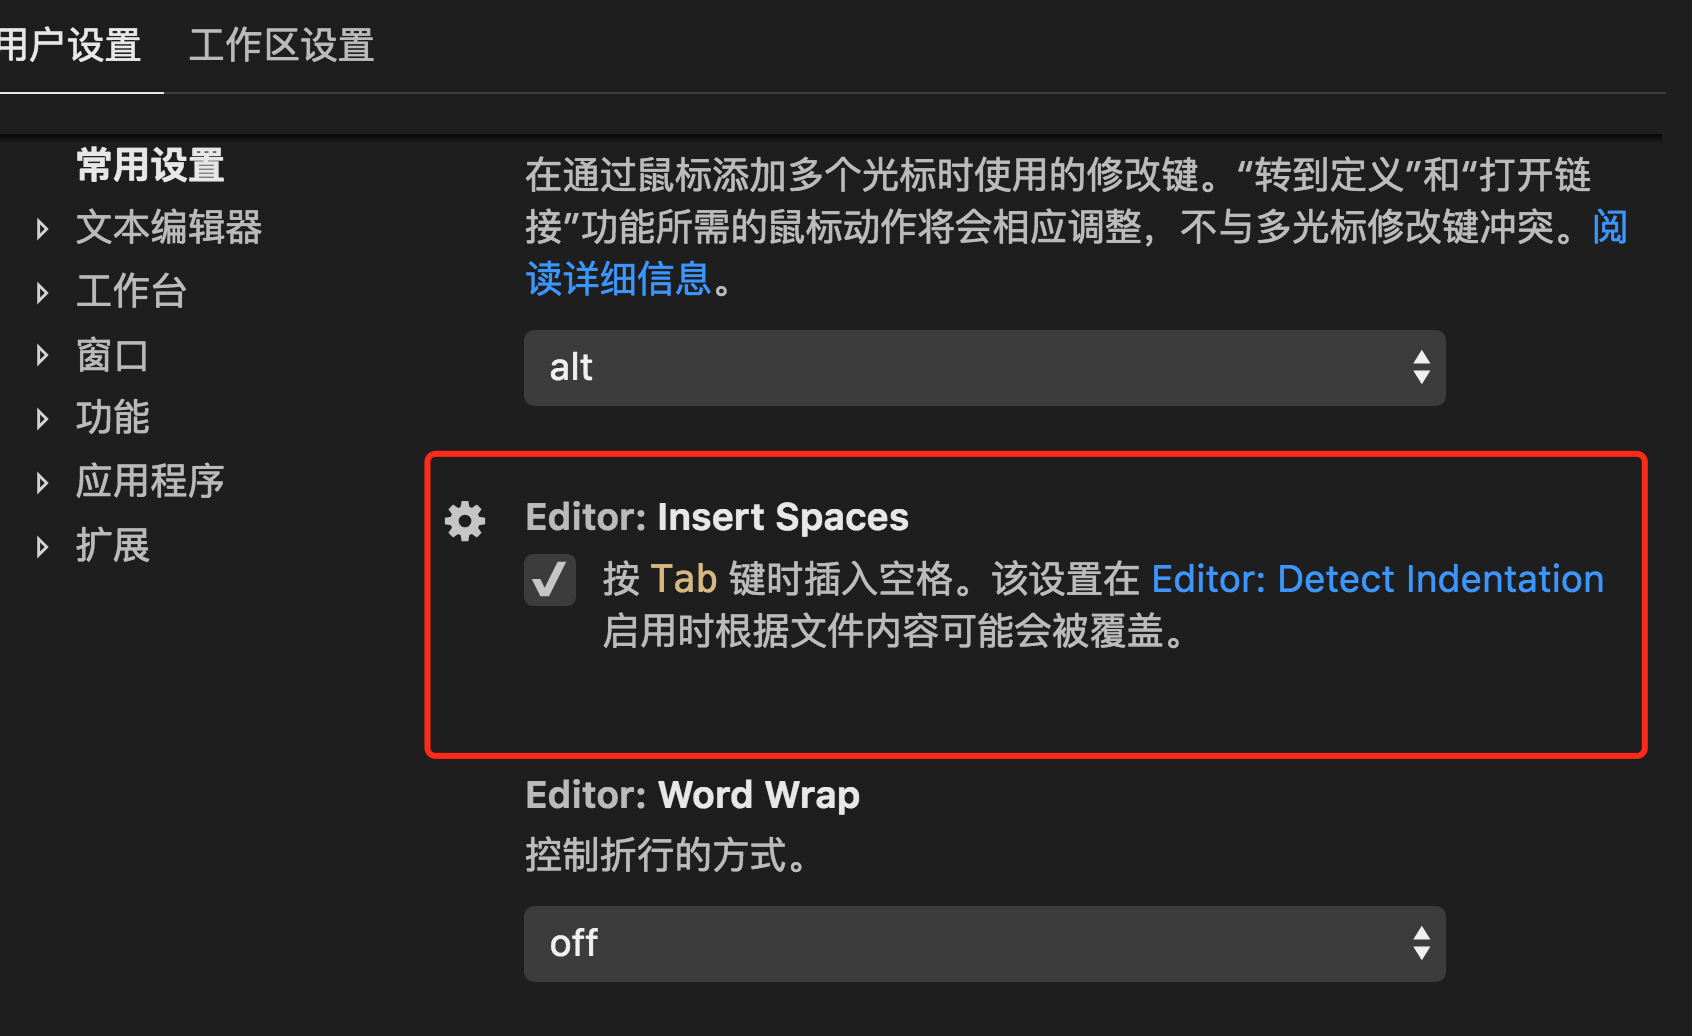 用户设置 工作区设置
常用设置
文本编辑器
工作台
窗口
功能
应用程序
扩展
在通过鼠标添加多个光标时使用的修改键。“转到定义”和“打开链
接”功能所需的鼠标动作将会相应调整，不与多光标修改键冲突。阅
读详细信息。
alt
Editor: Insert Spaces
按 Tab 键时插入空格。该设置在 Editor: Detect Indentation
启用时根据文件内容可能会被覆盖。
Editor: Word Wrap
控制折行的方式。
off